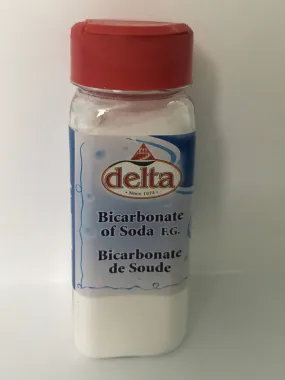 delta
Since 1974
Bicarbonate
of Soda F.G.
Bicarbonate
de Soude